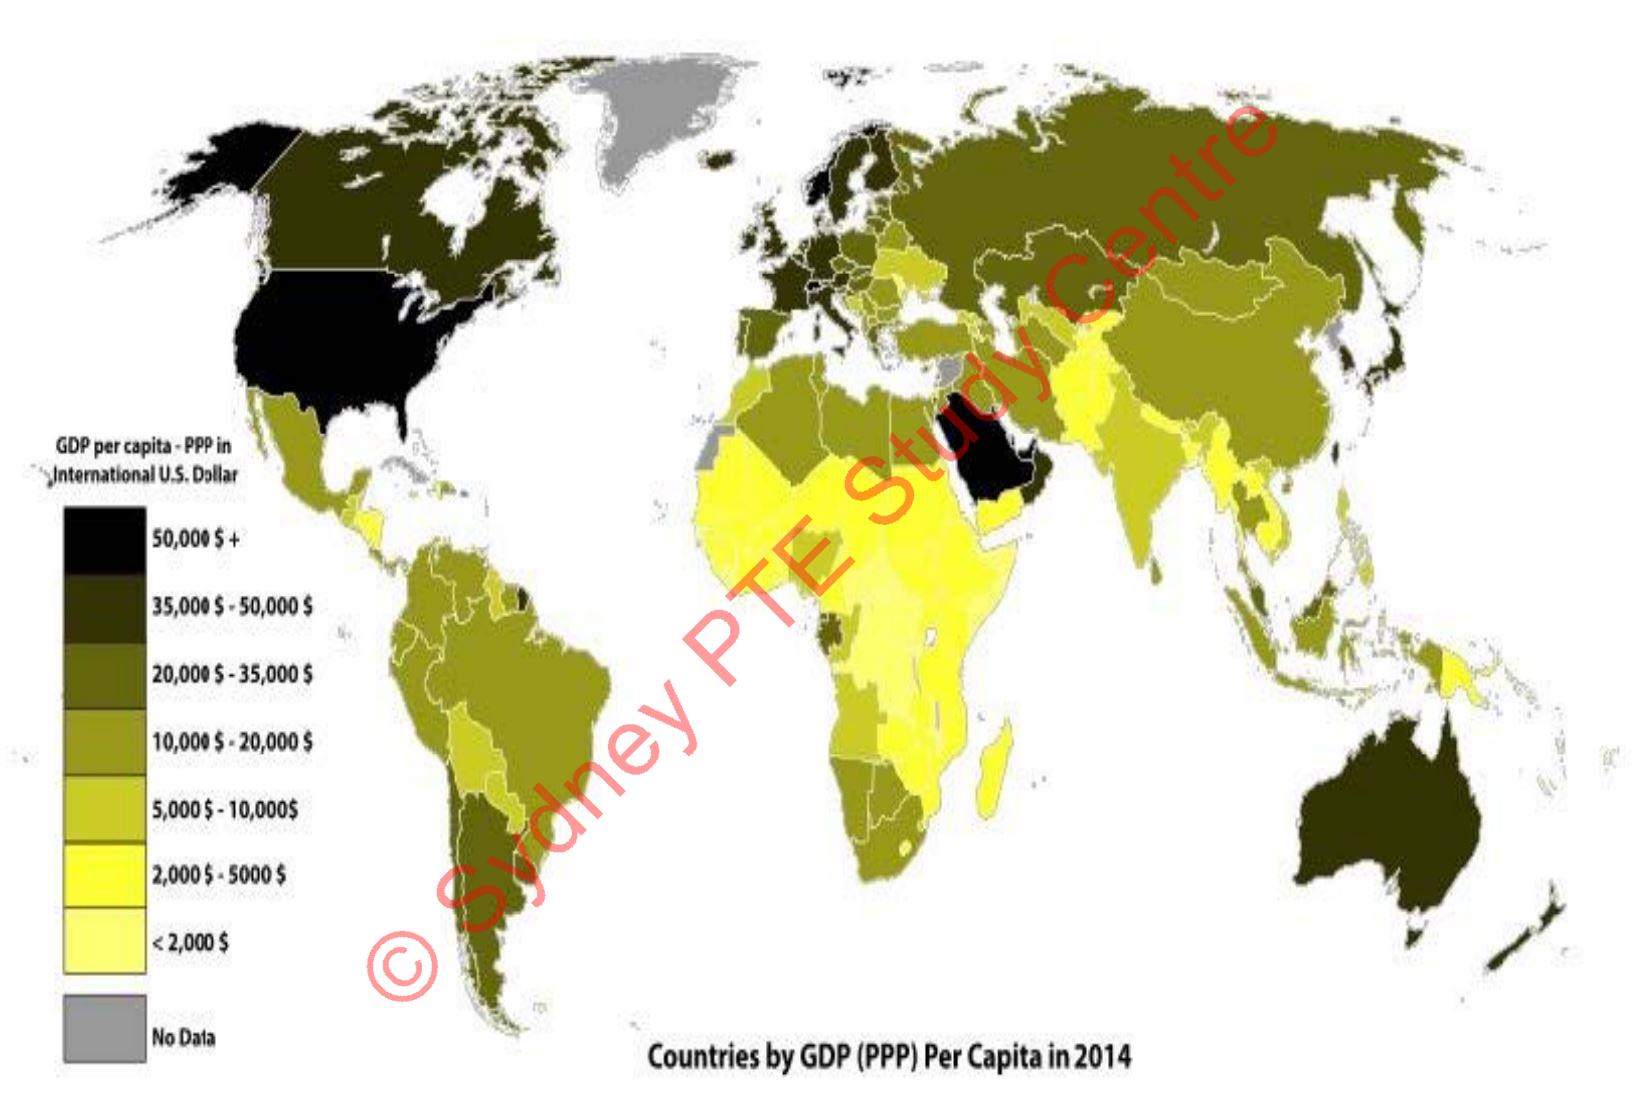 GDP per capita - PPP in
International U.S. Dollar
50,000 $ +
35,000 $ - 50,000 $
20,000 $ - 35,000 $
10,000 $ - 20,000 $
5,000 $ - 10,000$
2,000 $ - 5000 $
< 2,000 $
No Data
© Sydney PTE Study Centre
Countries by GDP (PPP) Per Capita in 2014